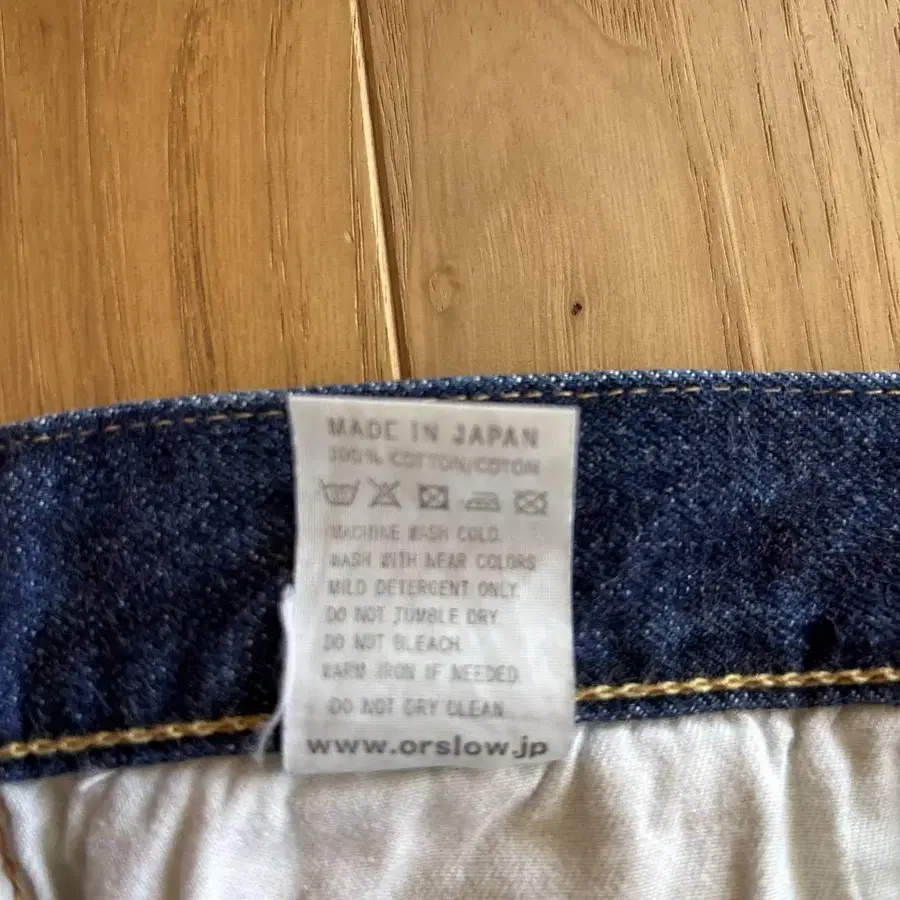 MADE IN JAPAN
100% COTTON/COTON
MACHINE WASH COLD.
WASH WITH NEAR COLORS
MILD DETERGENT ONLY.
DO NOT TUMBLE DRY.
DO NOT BLEACH.
WARM IRON IF NEEDED.
DO NOT DRY CLEAN.
www.orslow.jp